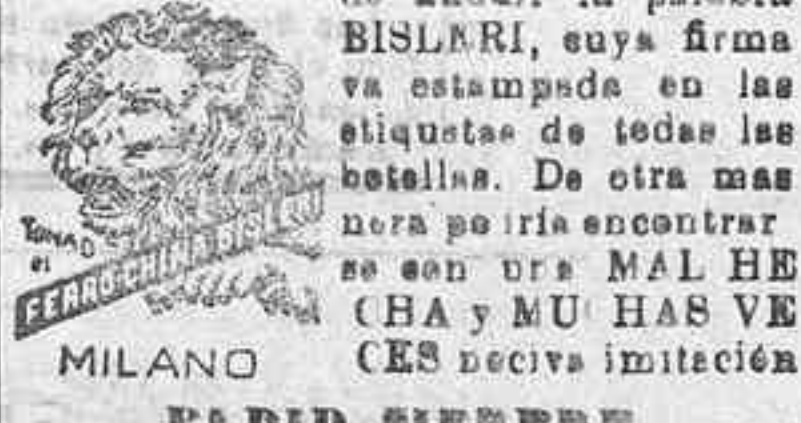 BISLERI, cuya firma
va estampada en las
etiquetas de todas las
botellas. De otra mas
nera podría encontrar
se con una MAL HE
CHA y MUCHAS VE
CES nociva imitación
TOMAD
el
FERRO-CHINA-BISLERI
MILANO